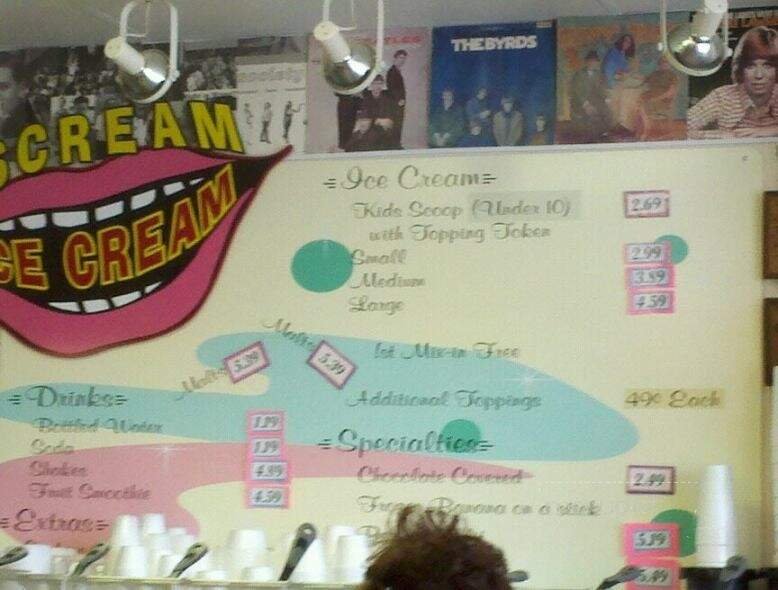 THE BYRDS
society
SCREAM
ICE CREAM
Ice Cream
Kids Scoop (Under 10) 2.69
with Topping Token
Small 2.99
Medium 3.89
Large 4.59
Malts 5.39
Malts 5.39
1st Mix-in Free
Additional Toppings 49¢ Each
Drinks
Bottled Water 1.19
Soda 1.19
Shakes 4.89
Fruit Smoothie 4.59
Specialties
Chocolate Covered 2.49
Frozen Banana on a stick
5.19
5.49
Extras